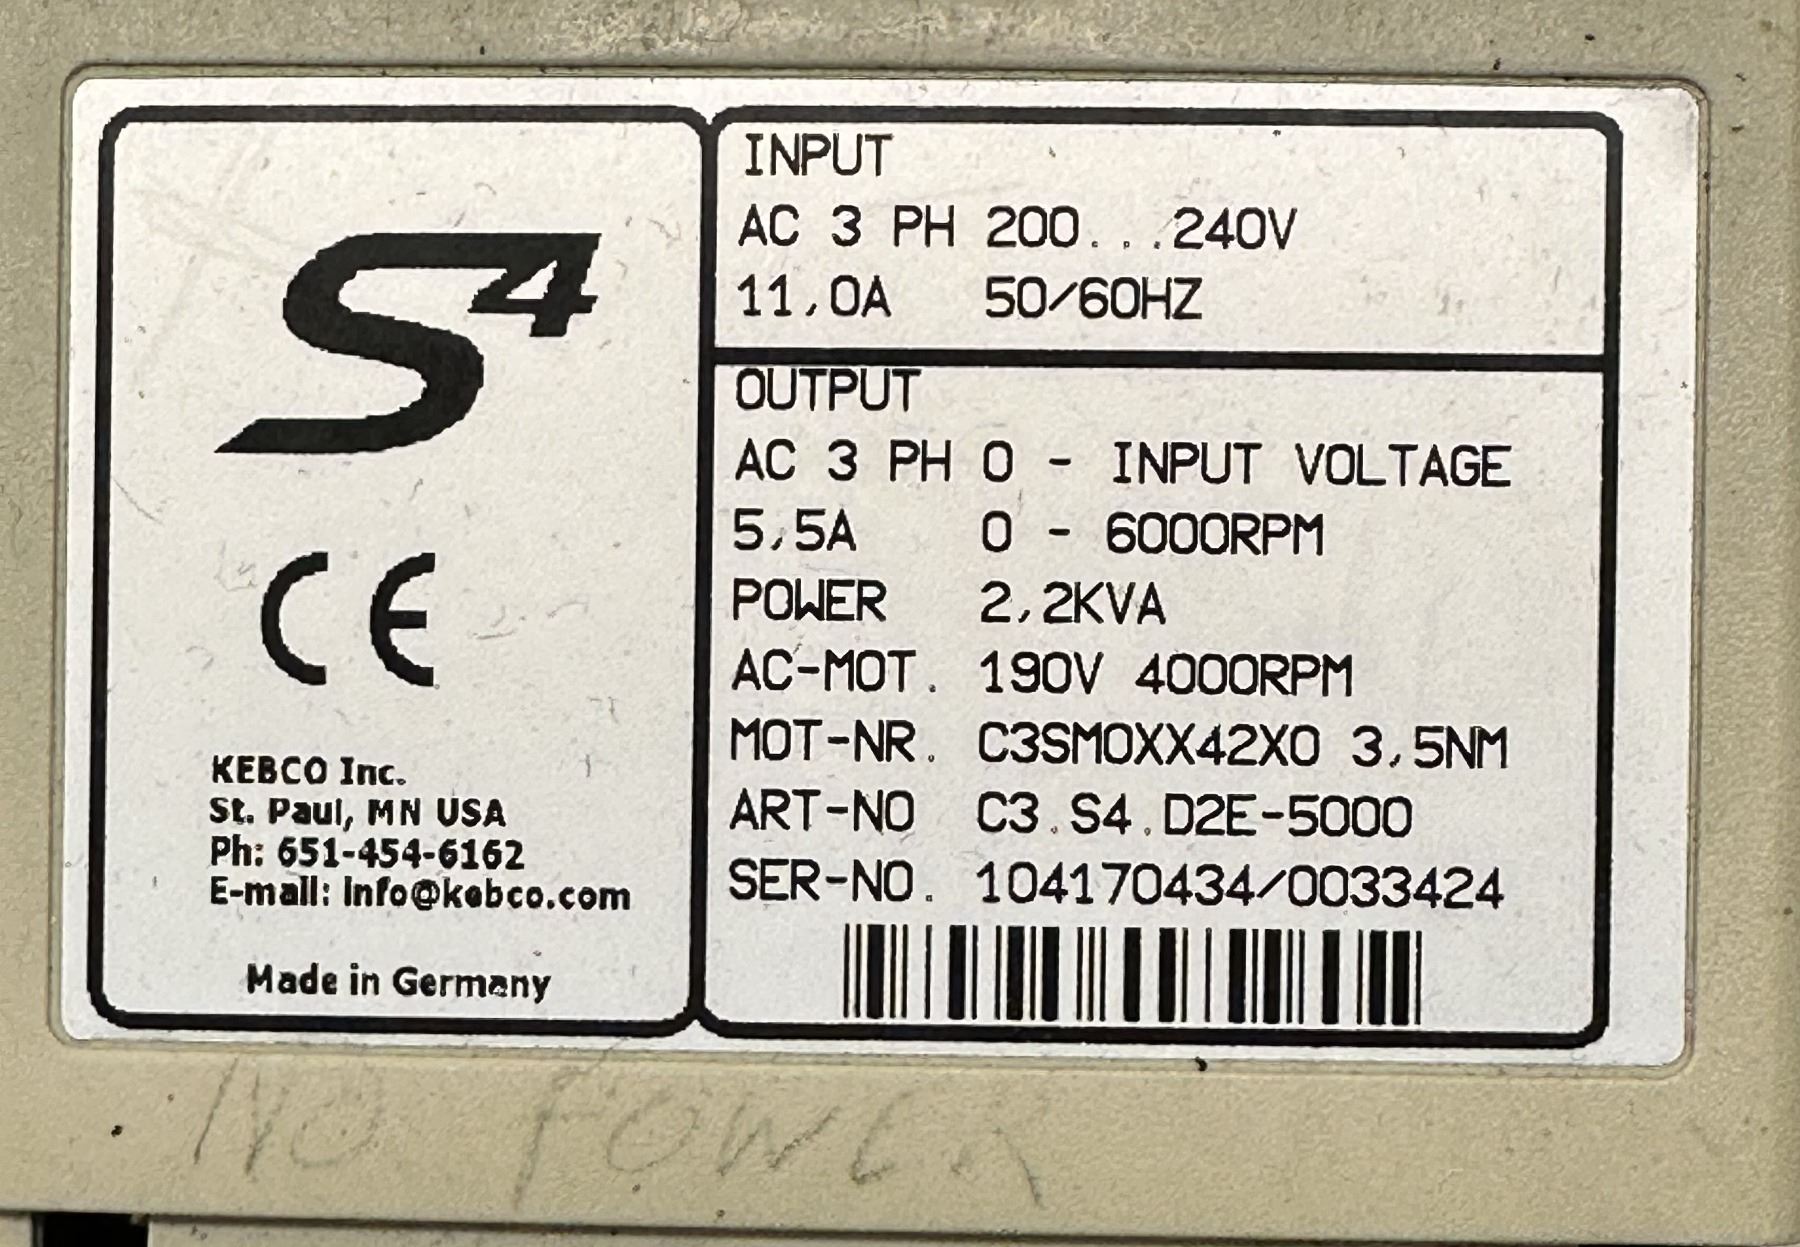 S4
CE
KEBCO Inc.
St. Paul, MN USA
Ph: 651-454-6162
E-mail: info@kebco.com
Made in Germany
INPUT
AC 3 PH 200...240V
11,0A 50/60HZ
OUTPUT
AC 3 PH 0 - INPUT VOLTAGE
5,5A 0 - 6000RPM
POWER 2,2KVA
AC-MOT. 190V 4000RPM
MOT-NR. C3SM0XX42X0 3,5NM
ART-NO C3.S4.D2E-5000
SER-NO. 104170434/0033424
NO POWER